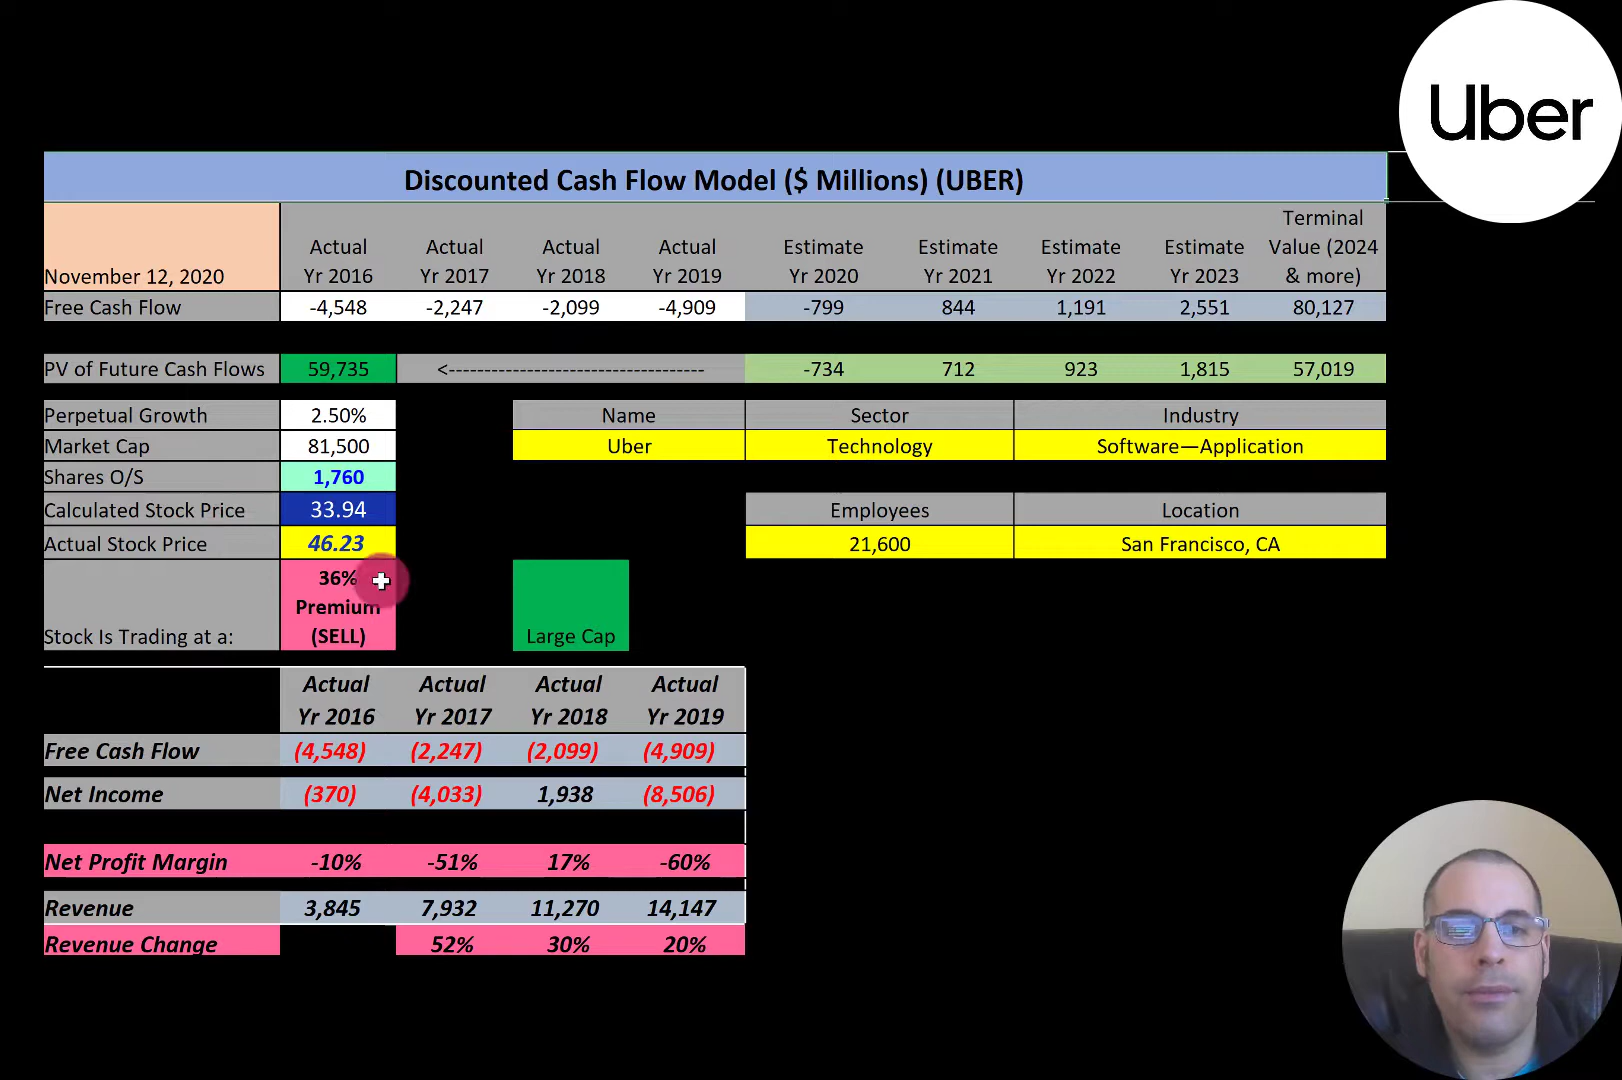 Uber
Discounted Cash Flow Model ($ Millions) (UBER)
November 12, 2020 Actual Yr 2016 Actual Yr 2017 Actual Yr 2018 Actual Yr 2019 Estimate Yr 2020 Estimate Yr 2021 Estimate Yr 2022 Estimate Yr 2023 Terminal Value (2024 & more)
Free Cash Flow -4,548 -2,247 -2,099 -4,909 -799 844 1,191 2,551 80,127
PV of Future Cash Flows 59,735 <------------------------------------ -734 712 923 1,815 57,019
Perpetual Growth 2.50% Name Sector Industry
Market Cap 81,500 Uber Technology Software—Application
Shares O/S 1,760
Calculated Stock Price 33.94 Employees Location
Actual Stock Price 46.23 21,600 San Francisco, CA
Stock Is Trading at a: 36% Premium (SELL) Large Cap
Actual Yr 2016 Actual Yr 2017 Actual Yr 2018 Actual Yr 2019
Free Cash Flow (4,548) (2,247) (2,099) (4,909)
Net Income (370) (4,033) 1,938 (8,506)
Net Profit Margin -10% -51% 17% -60%
Revenue 3,845 7,932 11,270 14,147
Revenue Change 52% 30% 20%